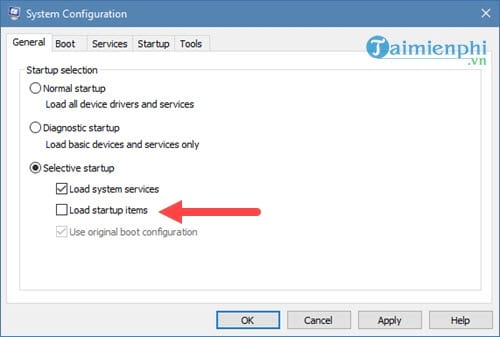 System Configuration
General Boot Services Startup Tools
Taimienphi
.vn
Startup selection
Normal startup
Load all device drivers and services
Diagnostic startup
Load basic devices and services only
Selective startup
Load system services
Load startup items
Use original boot configuration
OK Cancel Apply Help